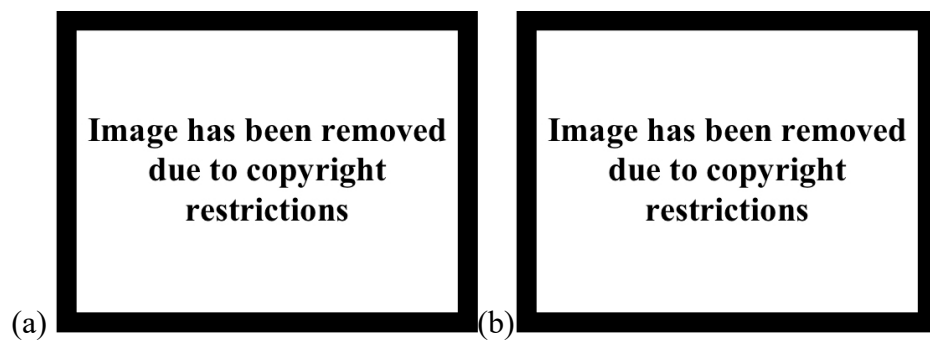 Image has been removed
due to copyright
restrictions
(a)
Image has been removed
due to copyright
restrictions
(b)